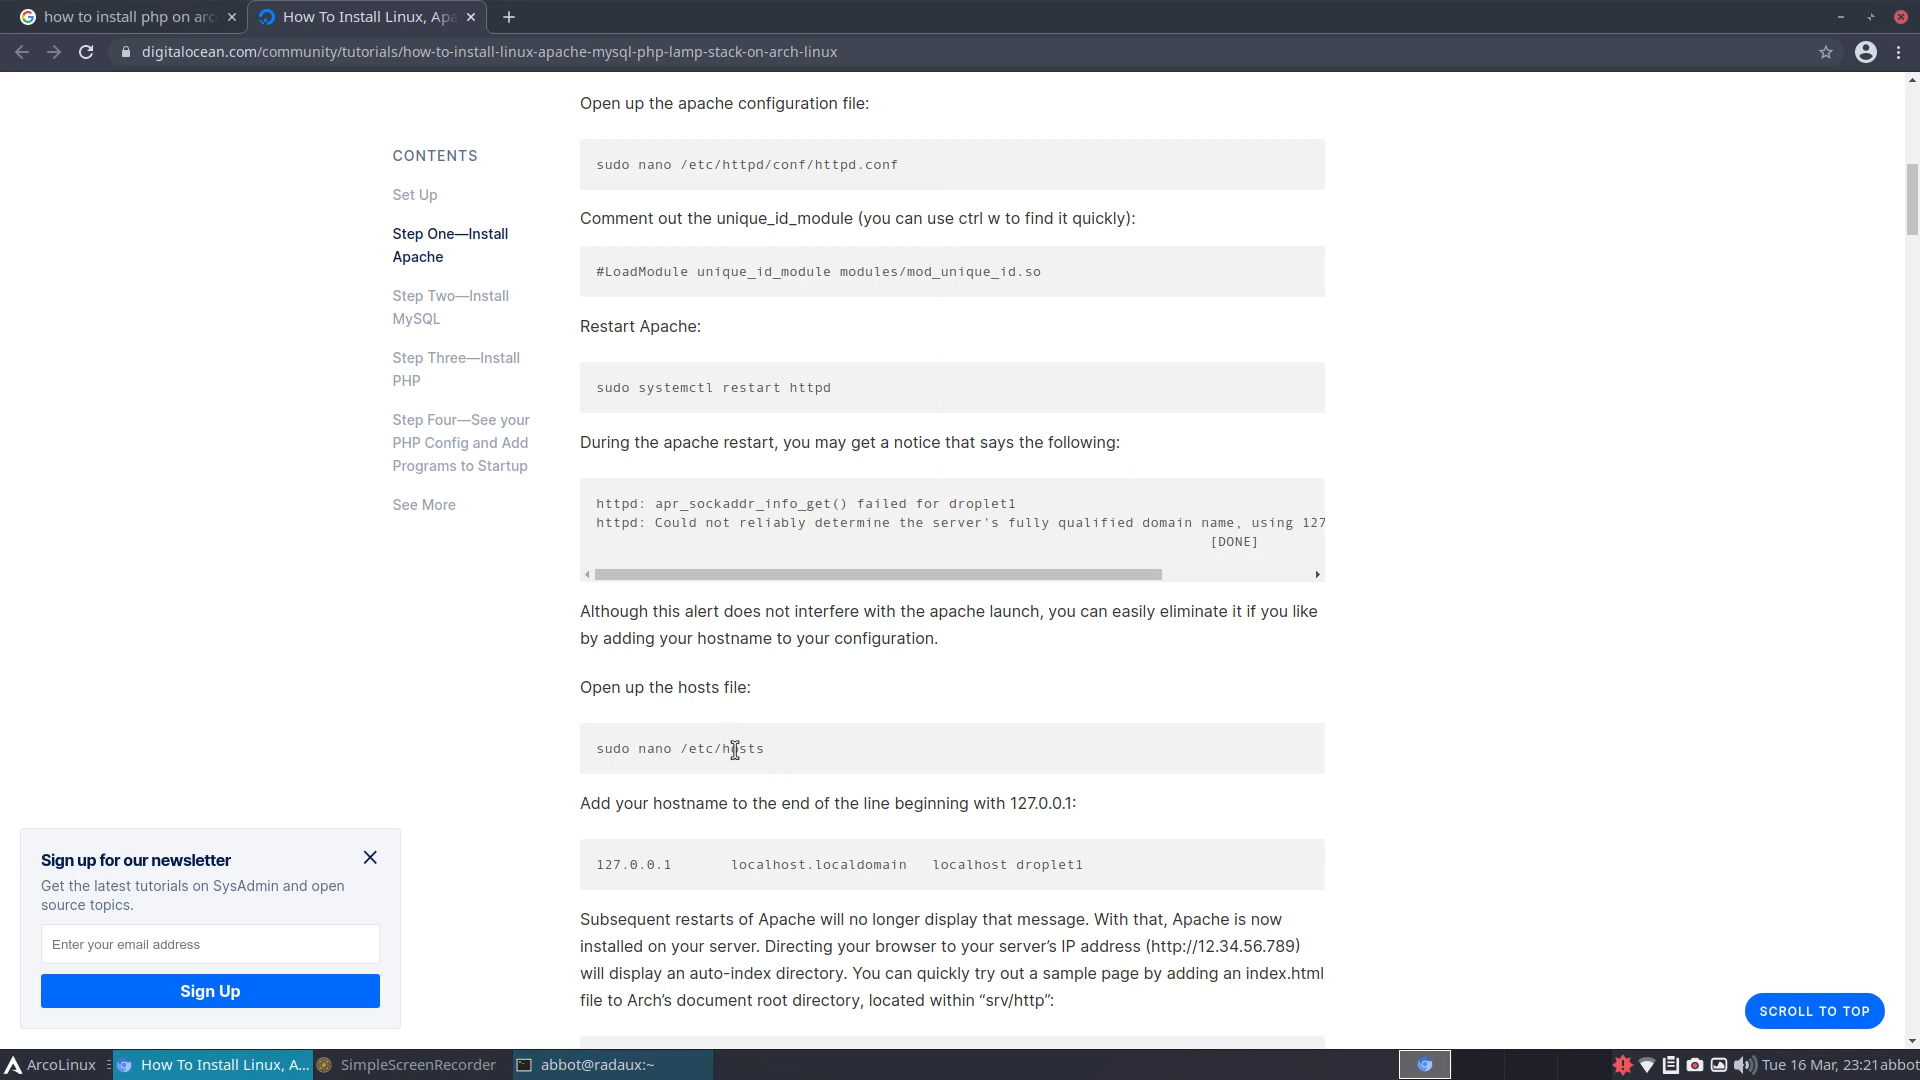 how to install php on arc
How To Install Linux, Apa
digitalocean.com/community/tutorials/how-to-install-linux-apache-mysql-php-lamp-stack-on-arch-linux
Open up the apache configuration file:
CONTENTS
sudo nano /etc/httpd/conf/httpd.conf
Set Up
Comment out the unique_id_module (you can use ctrl w to find it quickly):
Step One—Install
Apache
#LoadModule unique_id_module modules/mod_unique_id.so
Step Two—Install
MySQL
Restart Apache:
Step Three—Install
PHP
sudo systemctl restart httpd
Step Four—See your
PHP Config and Add
Programs to Startup
During the apache restart, you may get a notice that says the following:
See More
httpd: apr_sockaddr_info_get() failed for droplet1
httpd: Could not reliably determine the server's fully qualified domain name, using 127
[DONE]
Although this alert does not interfere with the apache launch, you can easily eliminate it if you like
by adding your hostname to your configuration.
Open up the hosts file:
sudo nano /etc/hosts
Add your hostname to the end of the line beginning with 127.0.0.1:
127.0.0.1 localhost.localdomain localhost droplet1
Subsequent restarts of Apache will no longer display that message. With that, Apache is now
installed on your server. Directing your browser to your server’s IP address (http://12.34.56.789)
will display an auto-index directory. You can quickly try out a sample page by adding an index.html
file to Arch’s document root directory, located within “srv/http”:
Sign up for our newsletter
Get the latest tutorials on SysAdmin and open
source topics.
Enter your email address
Sign Up
SCROLL TO TOP
ArcoLinux
How To Install Linux, A...
SimpleScreenRecorder
abbot@radaux:~
Tue 16 Mar, 23:21
abbot